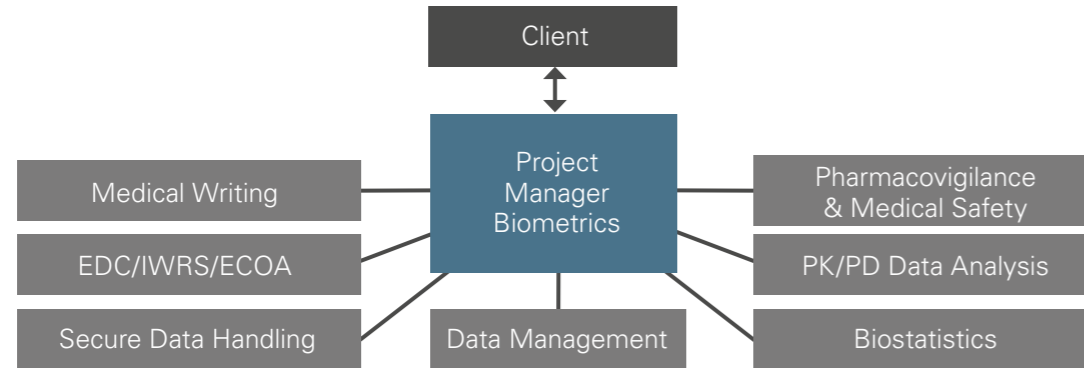 Client
Project
Manager
Biometrics
Medical Writing
EDC/IWRS/ECOA
Secure Data Handling
Data Management
Pharmacovigilance
& Medical Safety
PK/PD Data Analysis
Biostatistics